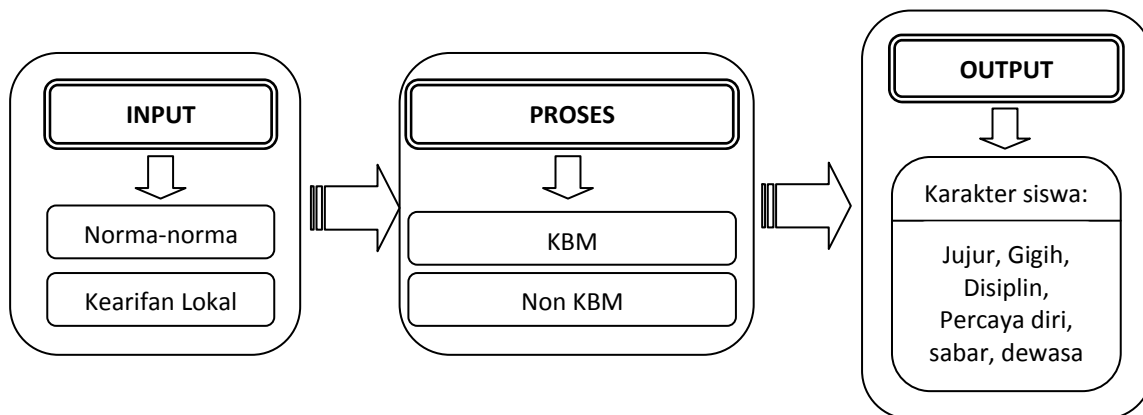 INPUT
Norma-norma
Kearifan Lokal
PROSES
KBM
Non KBM
OUTPUT
Karakter siswa:
Jujur, Gigih,
Disiplin,
Percaya diri,
sabar, dewasa